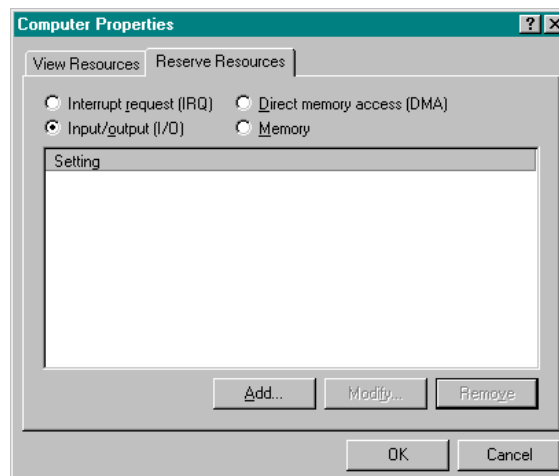 Computer Properties
View Resources Reserve Resources
Interrupt request (IRQ) Direct memory access (DMA)
Input/output (I/O) Memory
Setting
Add... Modify... Remove
OK Cancel